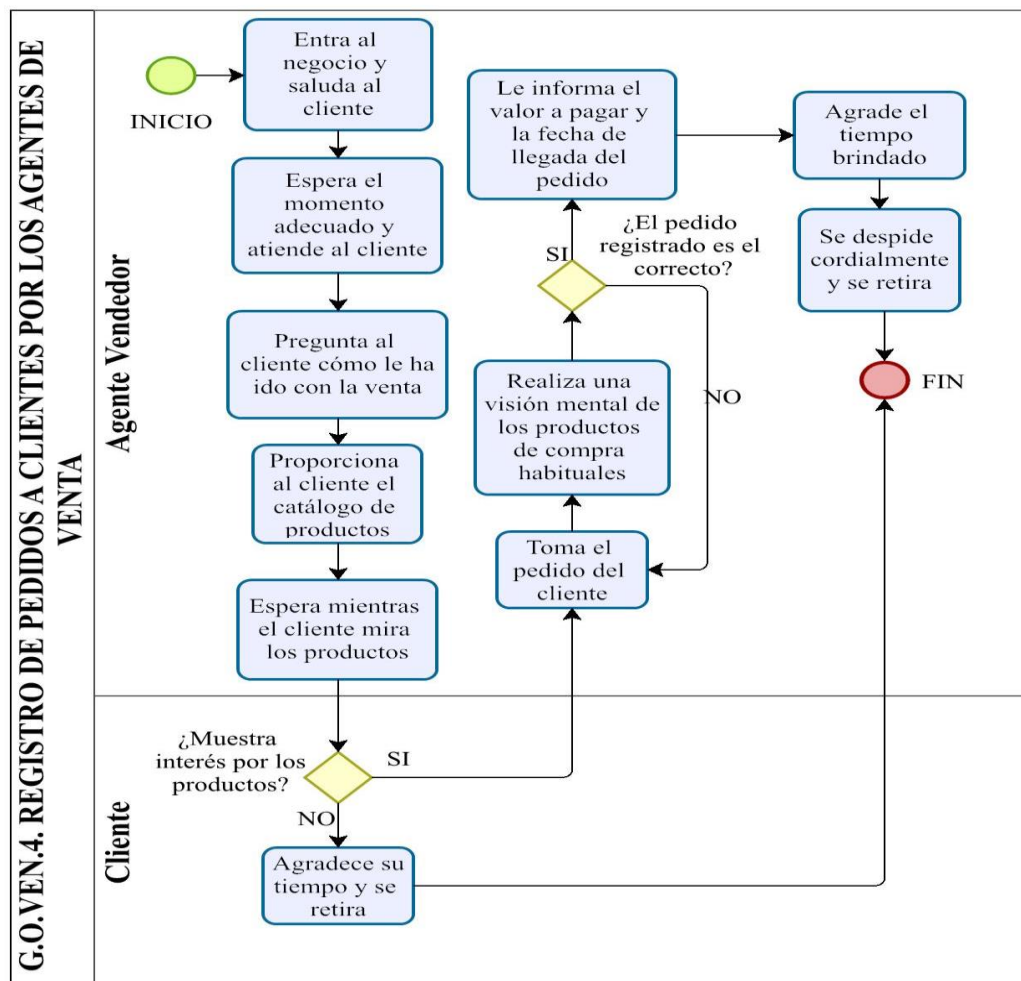 G.O.VEN.4. REGISTRO DE PEDIDOS A CLIENTES POR LOS AGENTES DE
VENTA
Agente Vendedor
INICIO
Entra al
negocio y
saluda al
cliente
Espera el
momento
adecuado y
atiende al cliente
Pregunta al
cliente cómo le ha
ido con la venta
Proporciona
al cliente el
catálogo de
productos
Espera mientras
el cliente mira
los productos
Le informa el
valor a pagar y
la fecha de
llegada del
pedido
¿El pedido
registrado es el
correcto?
SI
NO
Realiza una
visión mental de
los productos
de compra
habituales
Toma el
pedido del
cliente
Agrade el
tiempo
brindado
Se despide
cordialmente
y se retira
FIN
Cliente
¿Muestra
interés por los
productos?
SI
NO
Agradece su
tiempo y se
retira